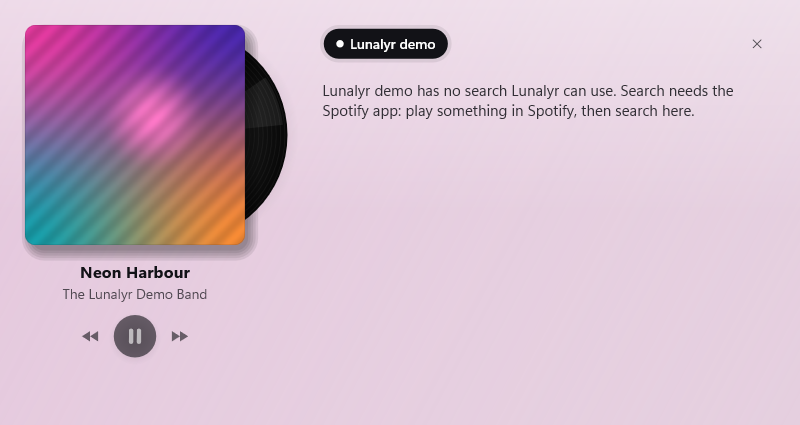 Lunalyr demo
Lunalyr demo has no search Lunalyr can use. Search needs the
Spotify app: play something in Spotify, then search here.
Neon Harbour
The Lunalyr Demo Band